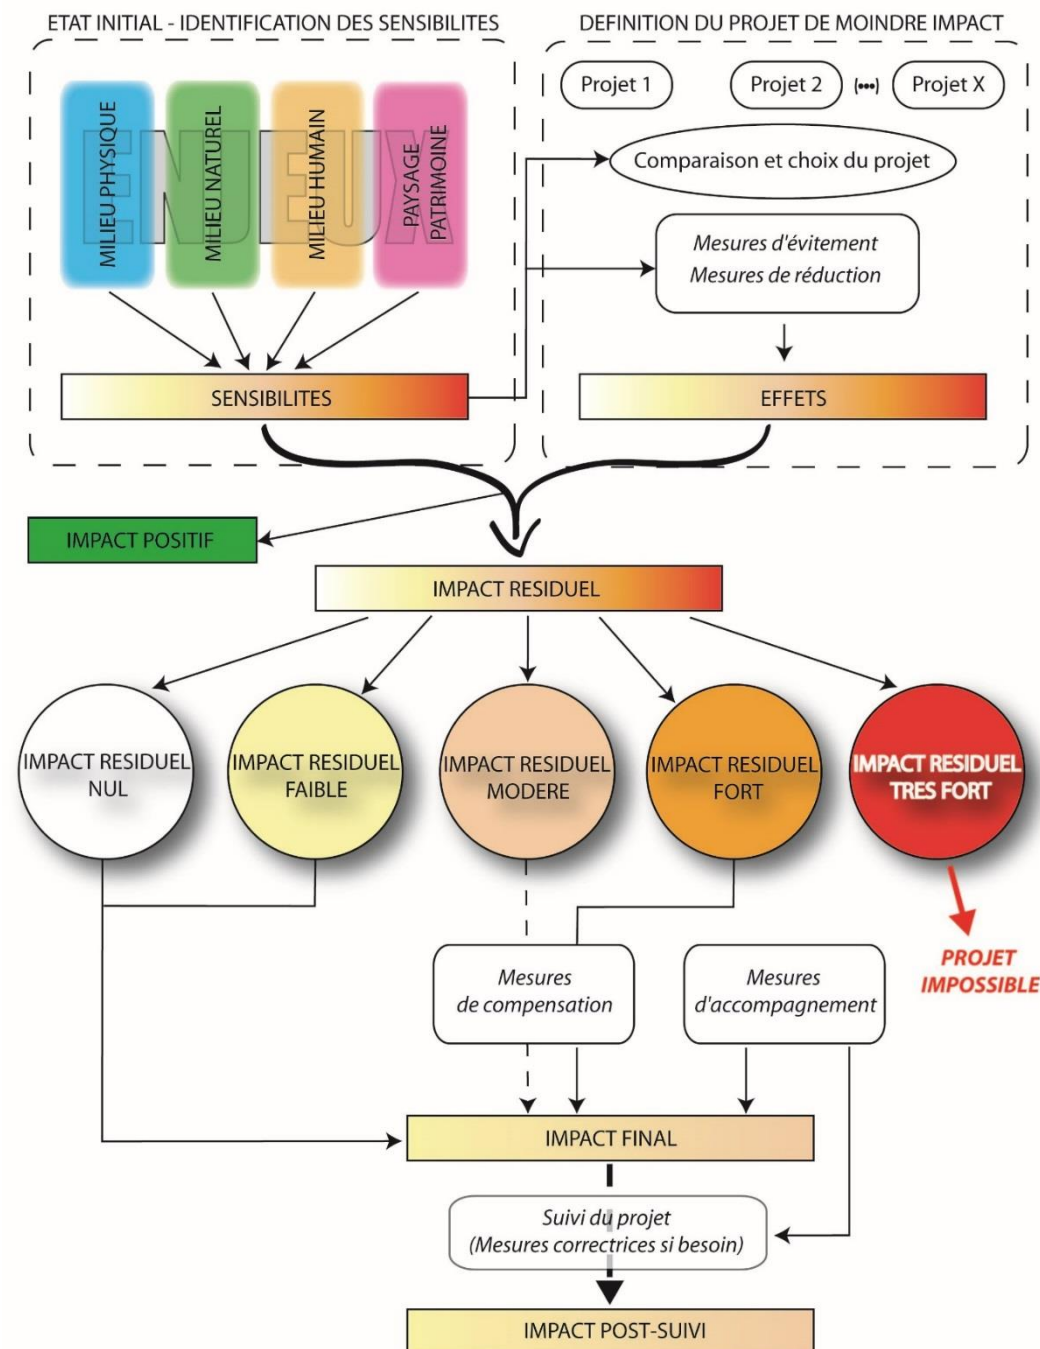 ETAT INITIAL - IDENTIFICATION DES SENSIBILITES
DEFINITION DU PROJET DE MOINDRE IMPACT
ENJEUX
MILIEU PHYSIQUE
MILIEU NATUREL
MILIEU HUMAIN
PAYSAGE
PATRIMOINE
Projet 1
Projet 2
(•••)
Projet X
Comparaison et choix du projet
Mesures d'évitement
Mesures de réduction
SENSIBILITES
EFFETS
IMPACT POSITIF
IMPACT RESIDUEL
IMPACT RESIDUEL
NUL
IMPACT RESIDUEL
FAIBLE
IMPACT RESIDUEL
MODERE
IMPACT RESIDUEL
FORT
IMPACT RESIDUEL
TRES FORT
PROJET
IMPOSSIBLE
Mesures
de compensation
Mesures
d'accompagnement
IMPACT FINAL
Suivi du projet
(Mesures correctrices si besoin)
IMPACT POST-SUIVI